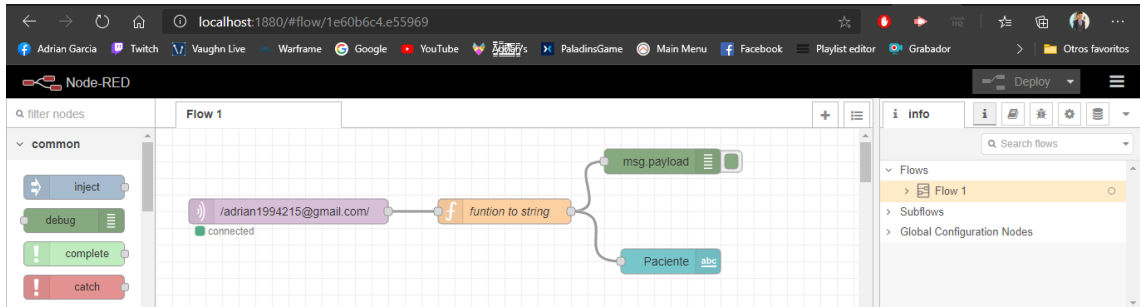 localhost:1880/#flow/1e60b6c4.e55969
Adrian Garcia Twitch Vaughn Live Warframe Google YouTube PaladinsGame Main Menu Facebook Playlist editor Grabador Otros favoritos
Node-RED Deploy
filter nodes Flow 1 i info i
Search flows
common
Flows
Flow 1
Subflows
Global Configuration Nodes
inject
debug
complete
catch
/adrian1994215@gmail.com/
connected
f funtion to string
msg.payload
Paciente abc